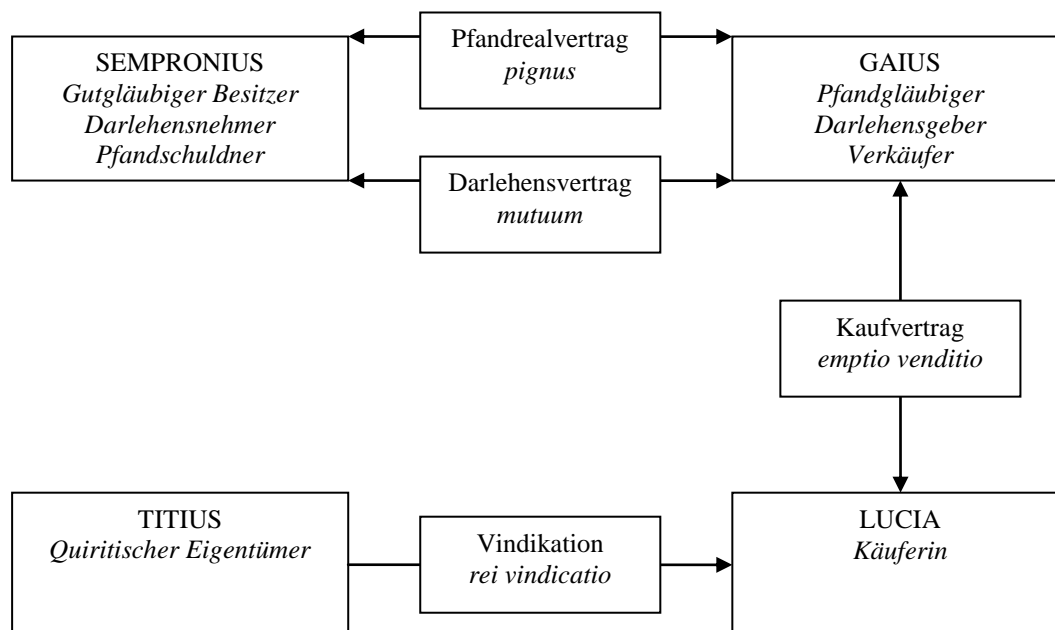 Pfandrealvertrag
pignus
SEMPRONIUS
Gutgläubiger Besitzer
Darlehensnehmer
Pfandschuldner
GAIUS
Pfandgläubiger
Darlehensgeber
Verkäufer
Darlehensvertrag
mutuum
Kaufvertrag
emptio venditio
TITIUS
Quiritischer Eigentümer
Vindikation
rei vindicatio
LUCIA
Käuferin